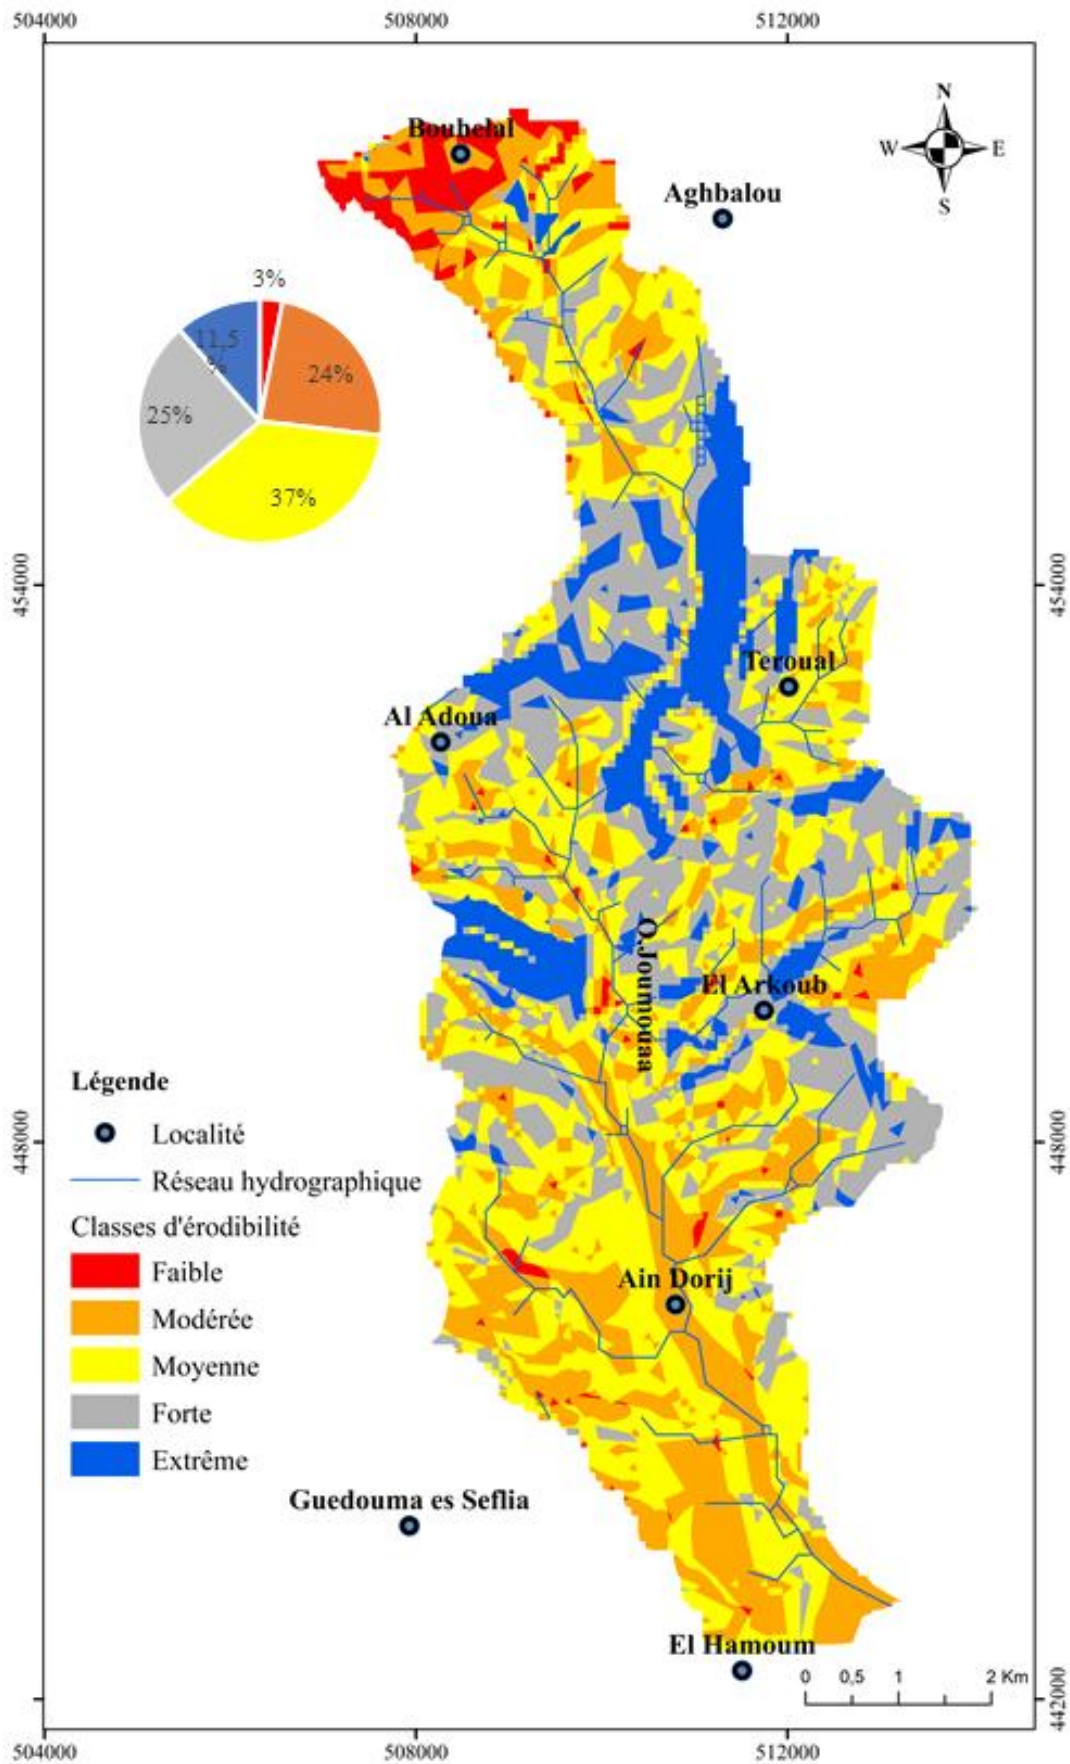 504000
508000
512000
N
W
E
S
Bouhelal
Aghbalou
3%
11,5
%
24%
25%
37%
454000
454000
Teroual
Al Adoua
O.Joumouaa
El Arkoub
Légende
Localité
Réseau hydrographique
Classes d'érodibilité
Faible
Modérée
Moyenne
Forte
Extrême
448000
448000
Ain Dorij
Guedouma es Seflia
El Hamoum
0 0,5 1 2 Km
442000
504000
508000
512000